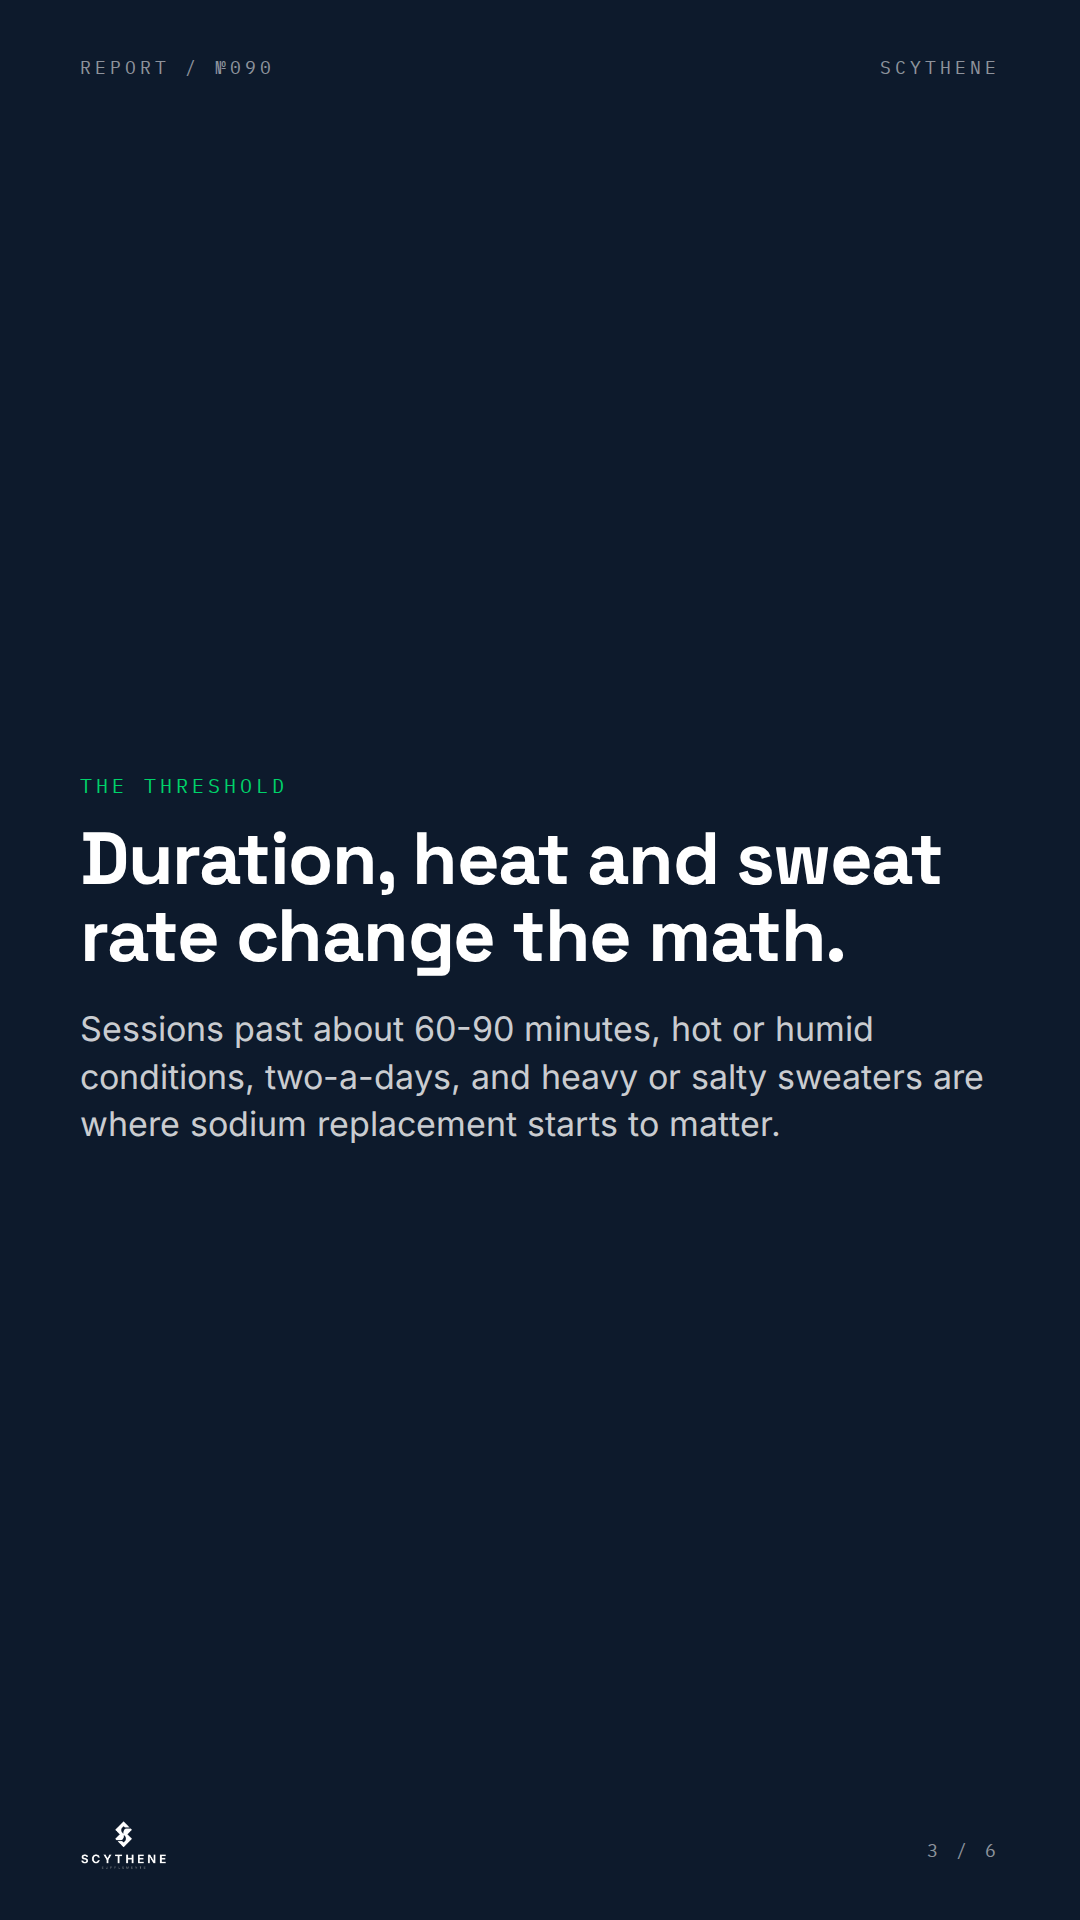 REPORT / №090
SCYTHENE
THE THRESHOLD
Duration, heat and sweat
rate change the math.
Sessions past about 60-90 minutes, hot or humid
conditions, two-a-days, and heavy or salty sweaters are
where sodium replacement starts to matter.
SCYTHENE
3 / 6